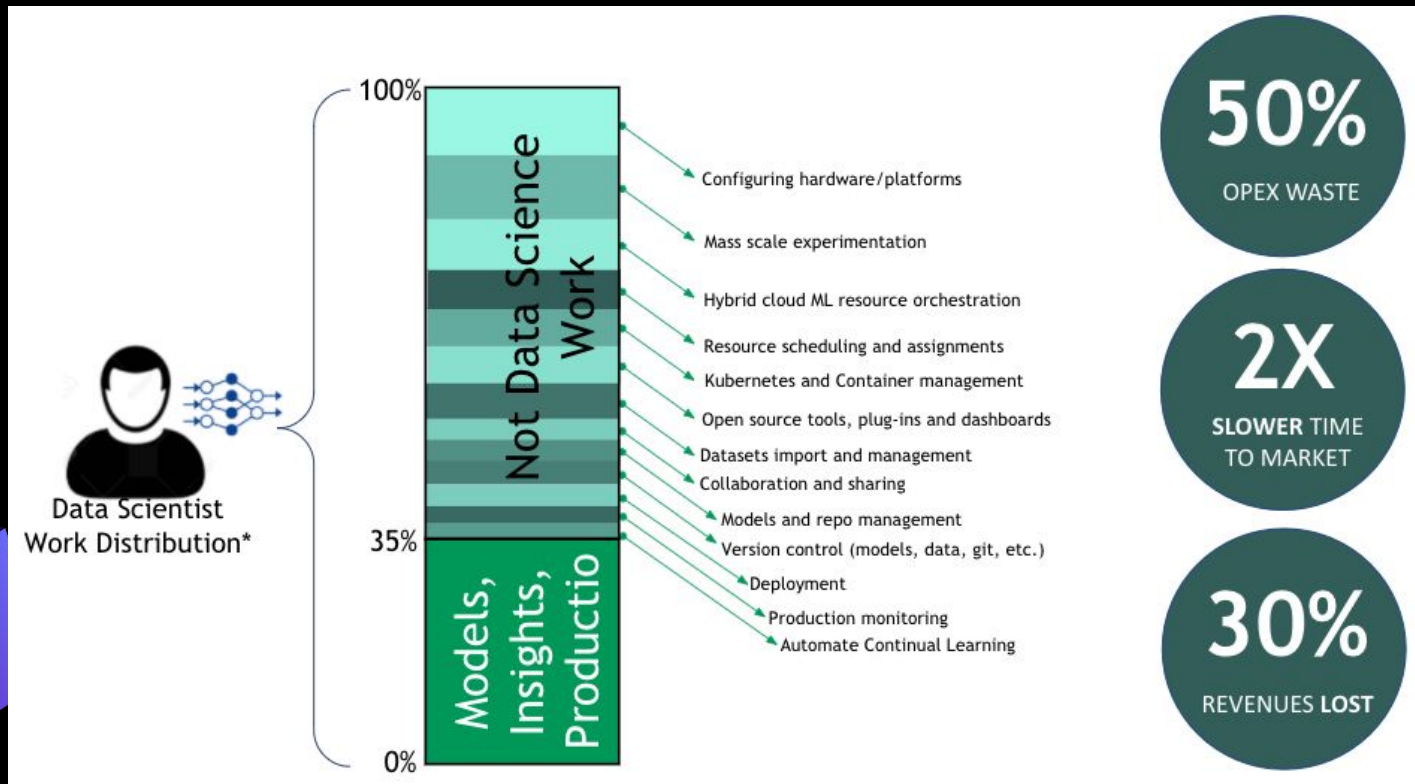 100%
Not Data Science
Work
35%
Models,
Insights,
Productio
0%
Data Scientist
Work Distribution*
Configuring hardware/platforms
Mass scale experimentation
Hybrid cloud ML resource orchestration
Resource scheduling and assignments
Kubernetes and Container management
Open source tools, plug-ins and dashboards
Datasets import and management
Collaboration and sharing
Models and repo management
Version control (models, data, git, etc.)
Deployment
Production monitoring
Automate Continual Learning
50%
OPEX WASTE
2X
SLOWER TIME
TO MARKET
30%
REVENUES LOST